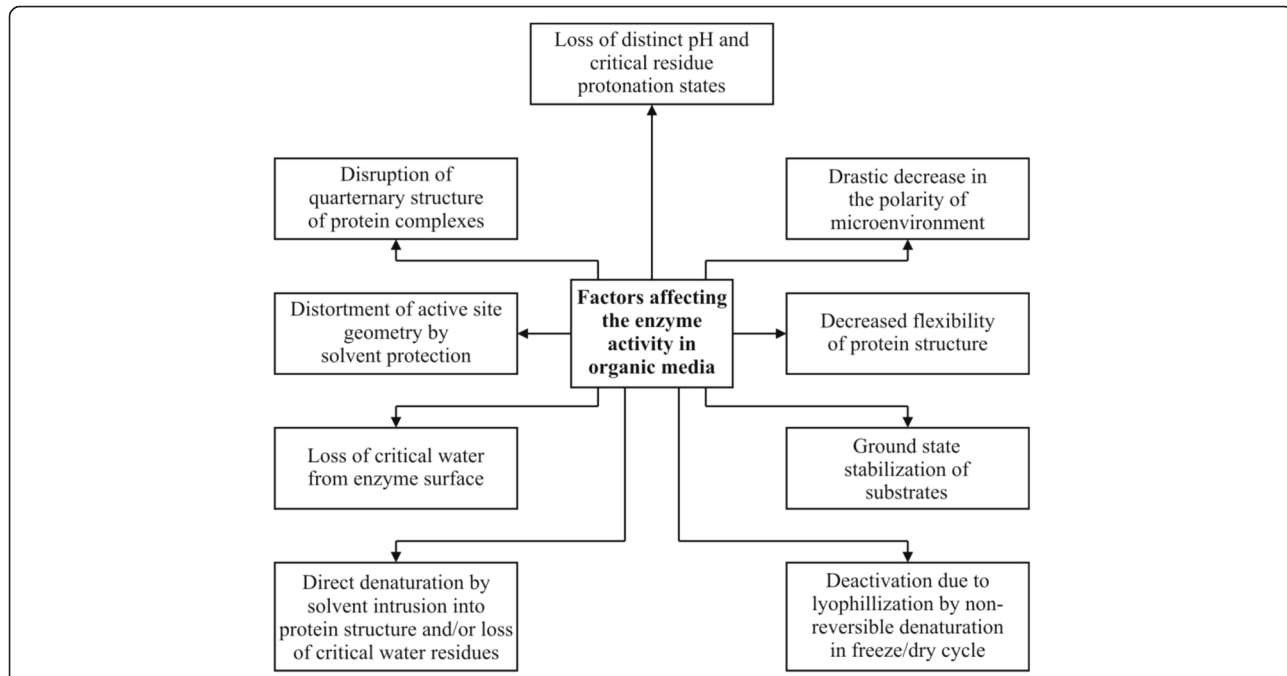 Loss of distinct pH and
critical residue
protonation states
Disruption of
quarternary structure
of protein complexes
Drastic decrease in
the polarity of
microenvironment
Distortment of active site
geometry by
solvent protection
Factors affecting
the enzyme
activity in
organic media
Decreased flexibility
of protein structure
Loss of critical water
from enzyme surface
Ground state
stabilization of
substrates
Direct denaturation by
solvent intrusion into
protein structure and/or loss
of critical water residues
Deactivation due to
lyophillization by non-
reversible denaturation
in freeze/dry cycle